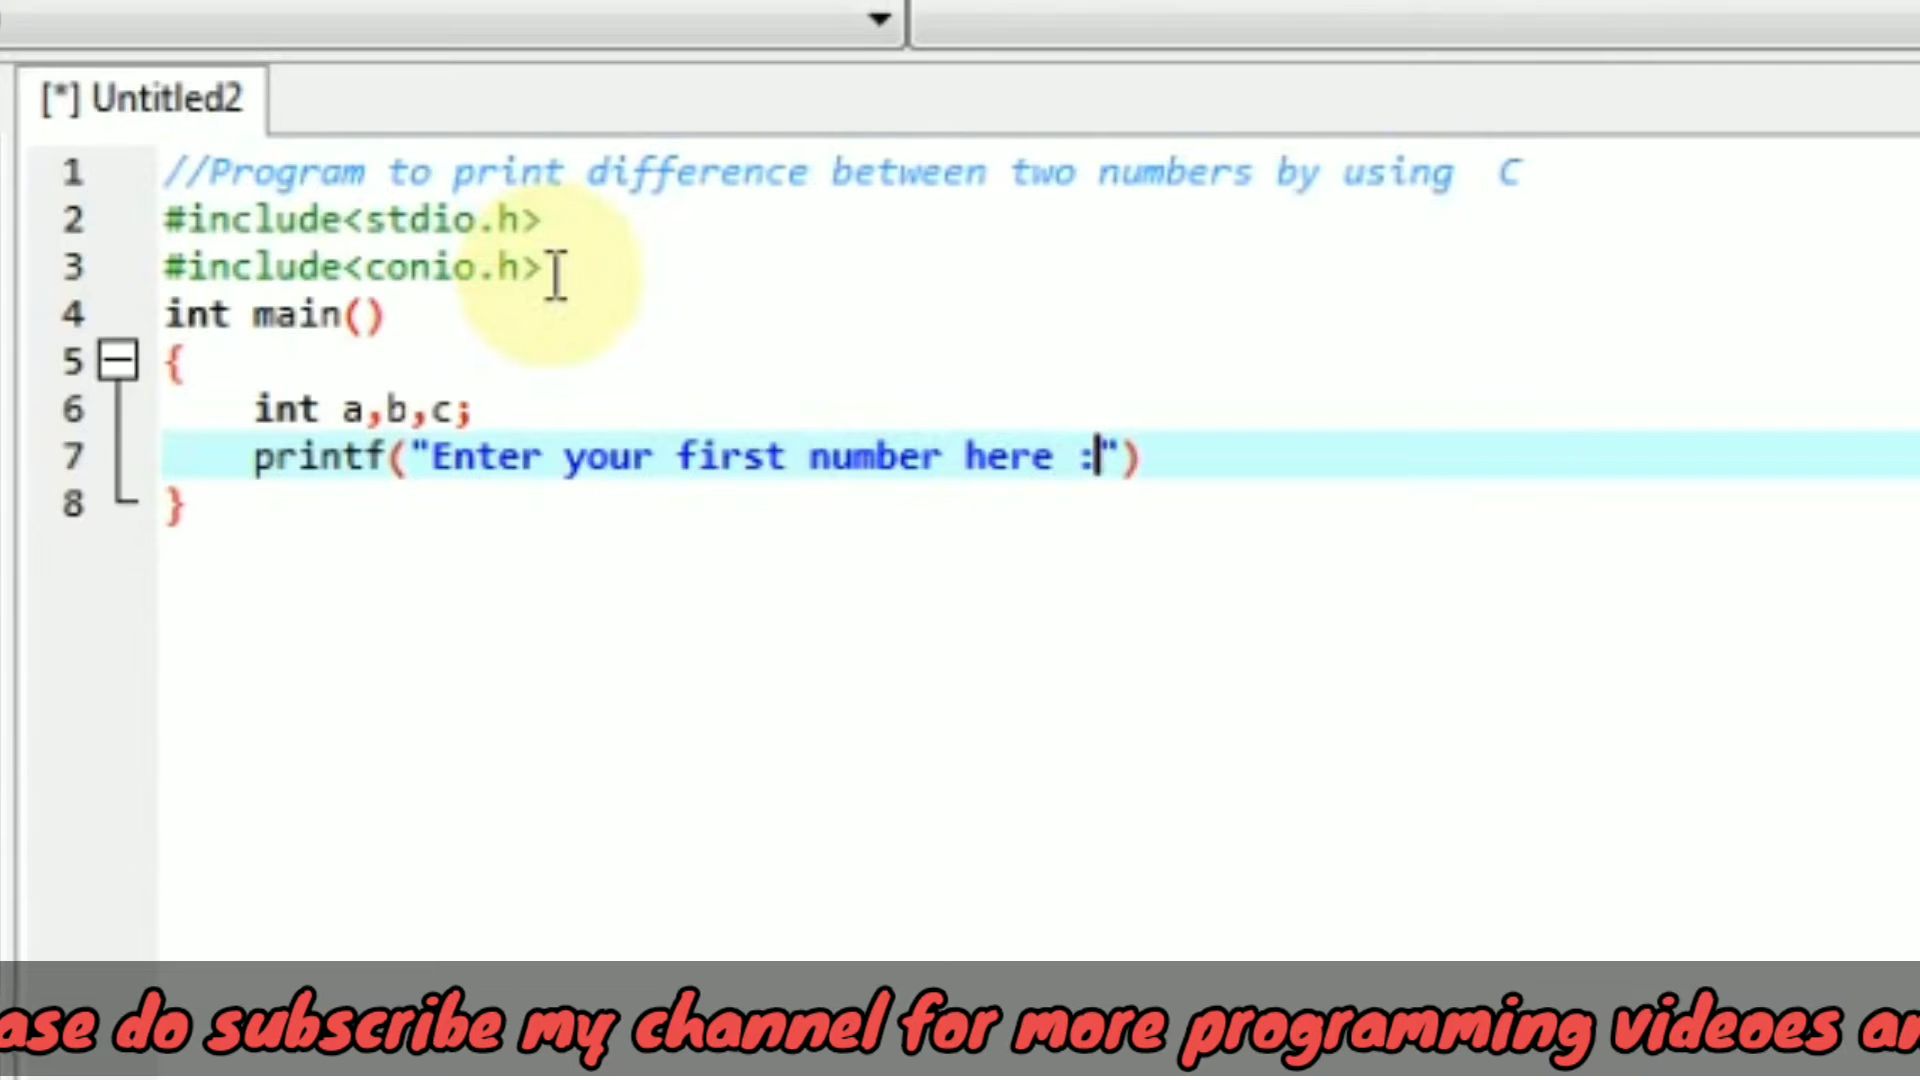 [*] Untitled2
1 //Program to print difference between two numbers by using  C
2 #include<stdio.h>
3 #include<conio.h>
4 int main()
5 {
6 int a,b,c;
7 printf("Enter your first number here :")
8 }
do subscribe my channel for more programming videoes